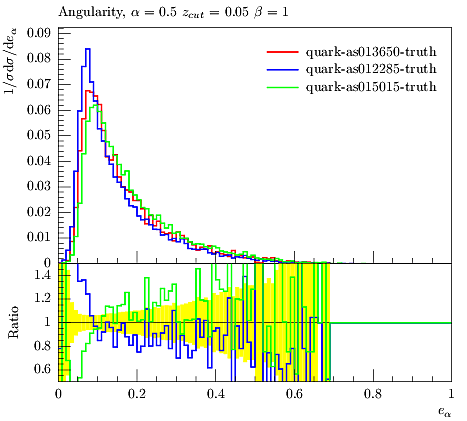 Angularity, α = 0.5 z_cut = 0.05 β = 1
1/σ dσ/de_α
0.09
0.08
0.07
0.06
0.05
0.04
0.03
0.02
0.01
0
quark-as013650-truth
quark-as012285-truth
quark-as015015-truth
Ratio
1.4
1.2
1
0.8
0.6
0 0.2 0.4 0.6 0.8 1
e_α